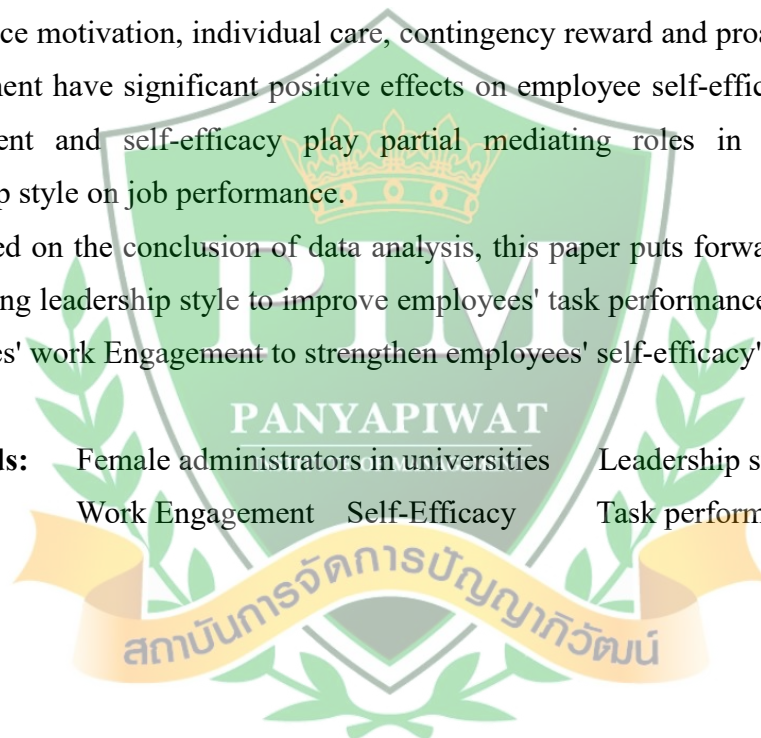 ce motivation, individual care, contingency reward and proa
ment have significant positive effects on employee self-effic
ent and self-efficacy play partial mediating roles in
p style on job performance.
ed on the conclusion of data analysis, this paper puts forwa
ng leadership style to improve employees' task performance
es' work Engagement to strengthen employees' self-efficacy'
PIM
PANYAPIWAT
ds: Female administrators in universities Leadership s
Work Engagement Self-Efficacy Task perform
สถาบันการจัดการปัญญาภิวัฒน์